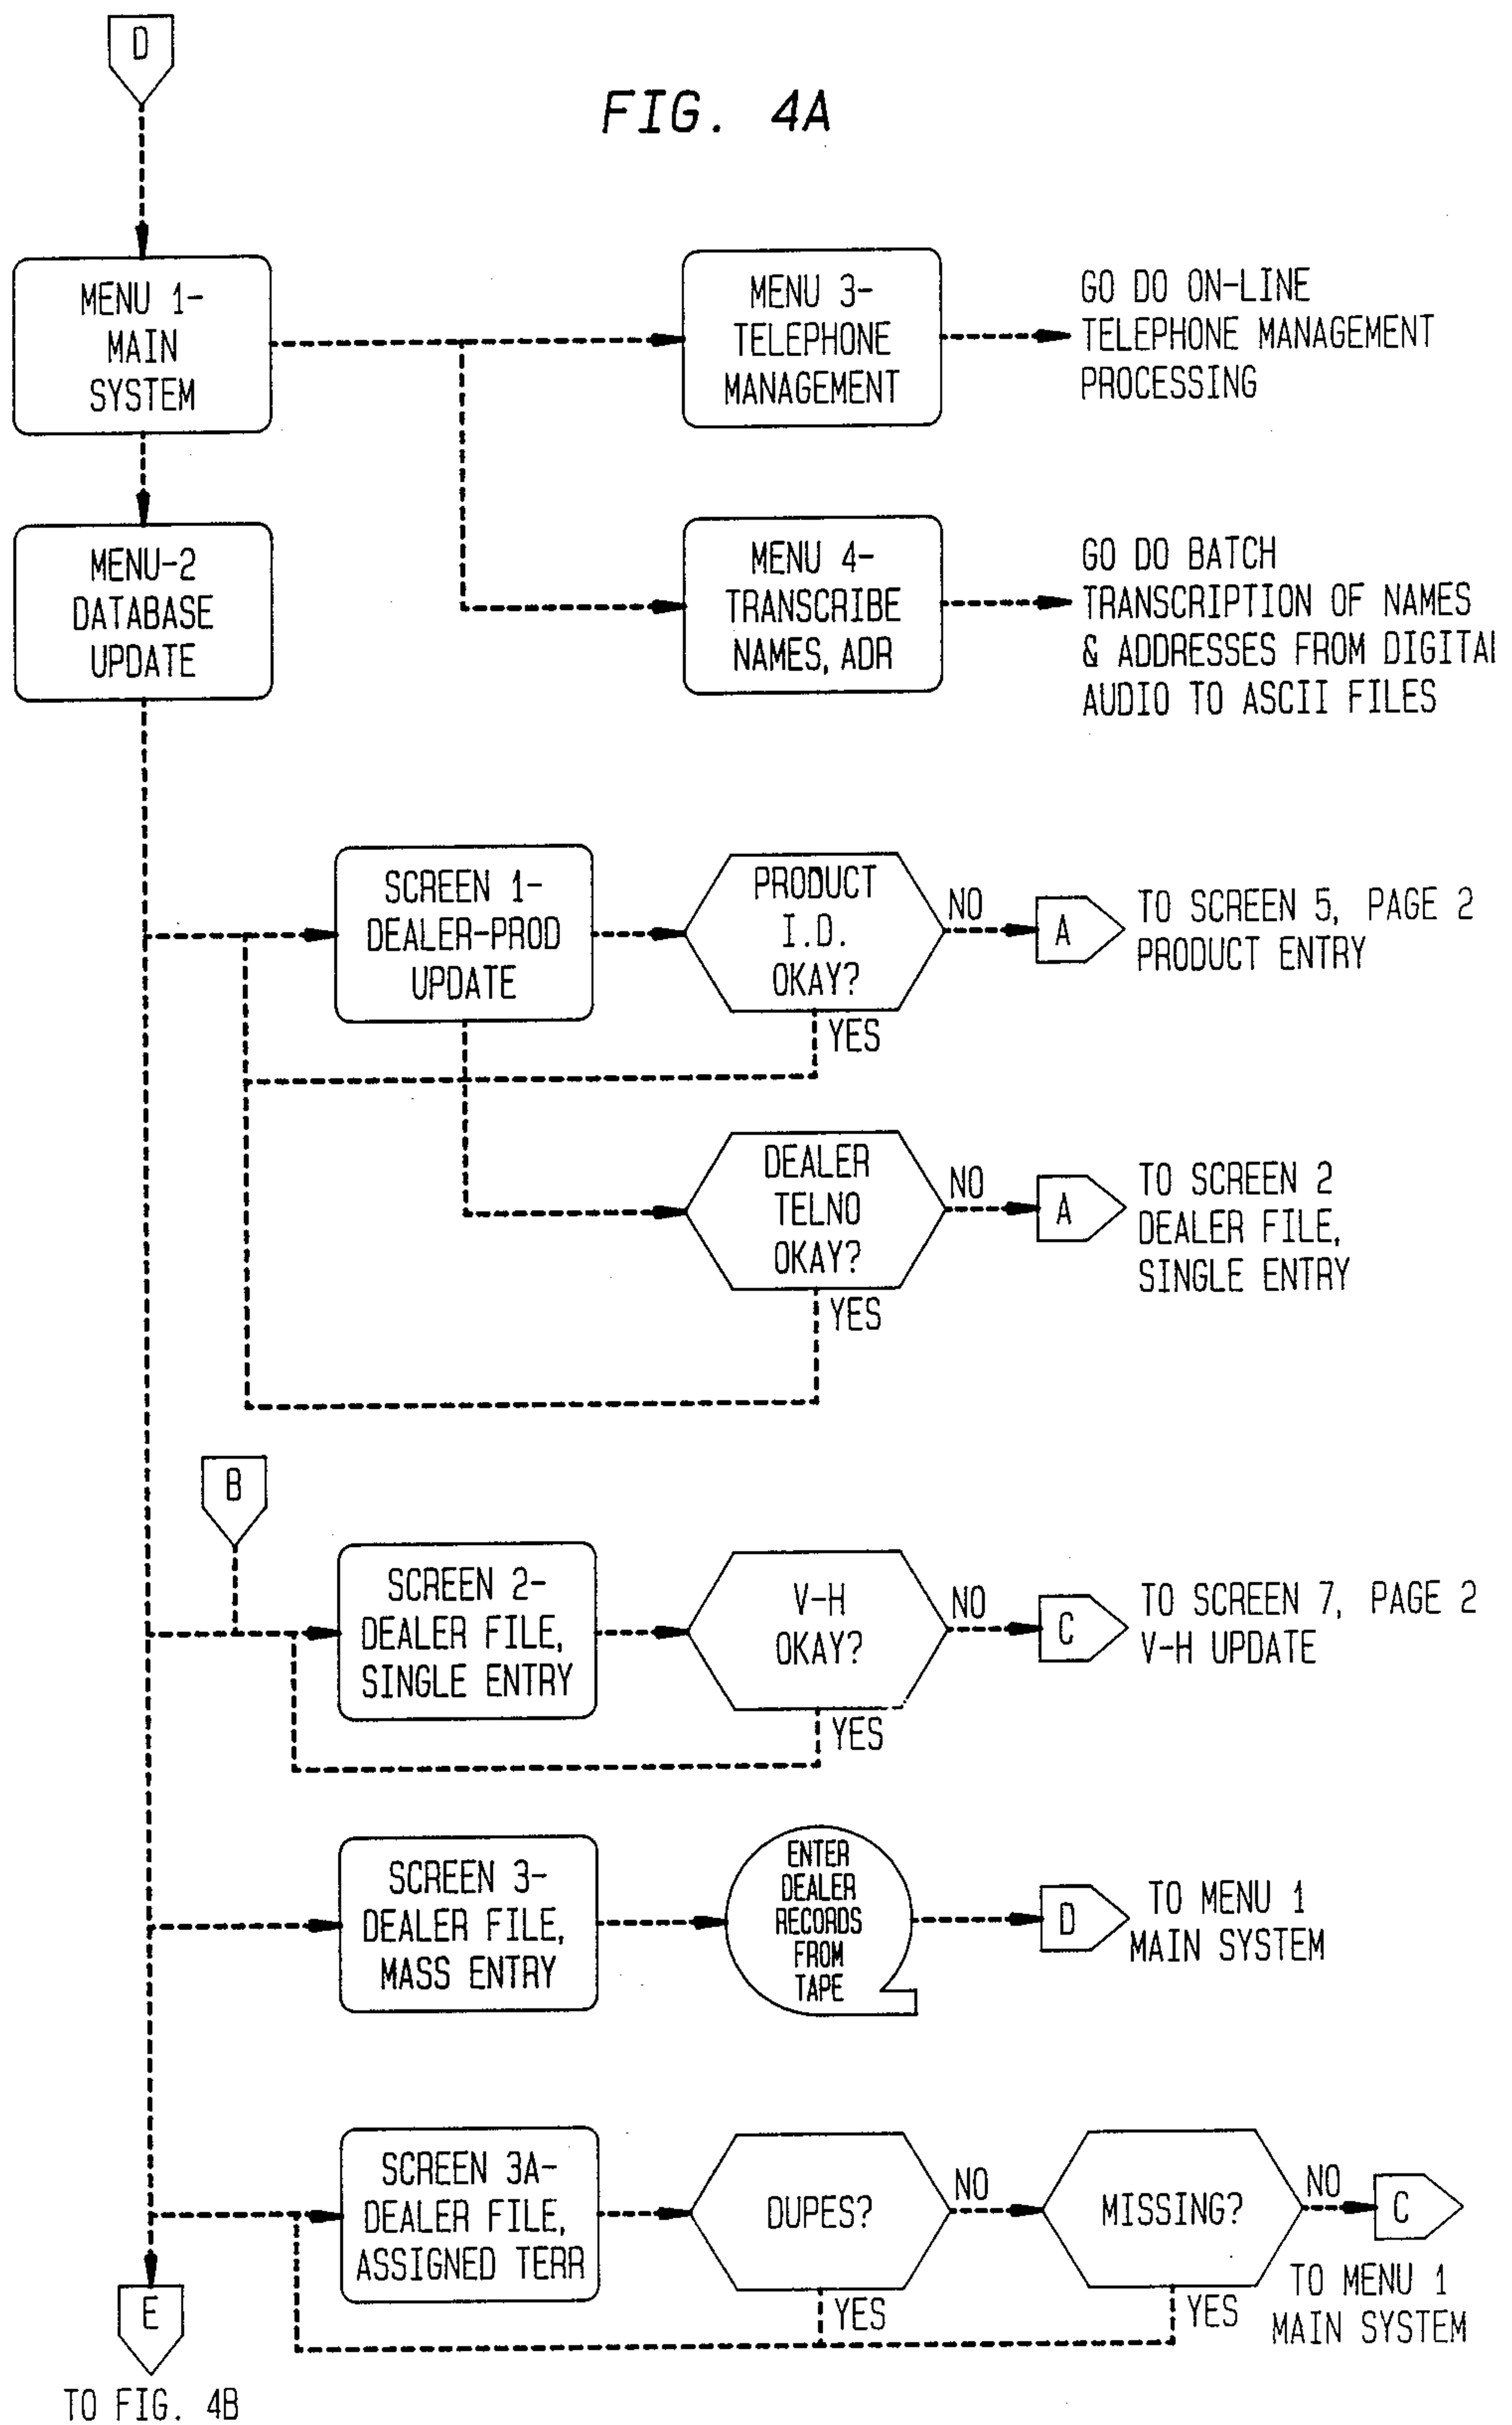 D
FIG. 4A
MENU 1-
MAIN
SYSTEM
MENU 3-
TELEPHONE
MANAGEMENT
GO DO ON-LINE
TELEPHONE MANAGEMENT
PROCESSING
MENU-2
DATABASE
UPDATE
MENU 4-
TRANSCRIBE
NAMES, ADR
GO DO BATCH
TRANSCRIPTION OF NAMES
& ADDRESSES FROM DIGITAL
AUDIO TO ASCII FILES
SCREEN 1-
DEALER-PROD
UPDATE
PRODUCT
I.D.
OKAY?
NO
A
TO SCREEN 5, PAGE 2
PRODUCT ENTRY
YES
DEALER
TELNO
OKAY?
NO
A
TO SCREEN 2
DEALER FILE,
SINGLE ENTRY
YES
B
SCREEN 2-
DEALER FILE,
SINGLE ENTRY
V-H
OKAY?
NO
C
TO SCREEN 7, PAGE 2
V-H UPDATE
YES
SCREEN 3-
DEALER FILE,
MASS ENTRY
ENTER
DEALER
RECORDS
FROM
TAPE
D
TO MENU 1
MAIN SYSTEM
SCREEN 3A-
DEALER FILE,
ASSIGNED TERR
DUPES?
NO
MISSING?
NO
C
YES
YES
TO MENU 1
MAIN SYSTEM
E
TO FIG. 4B